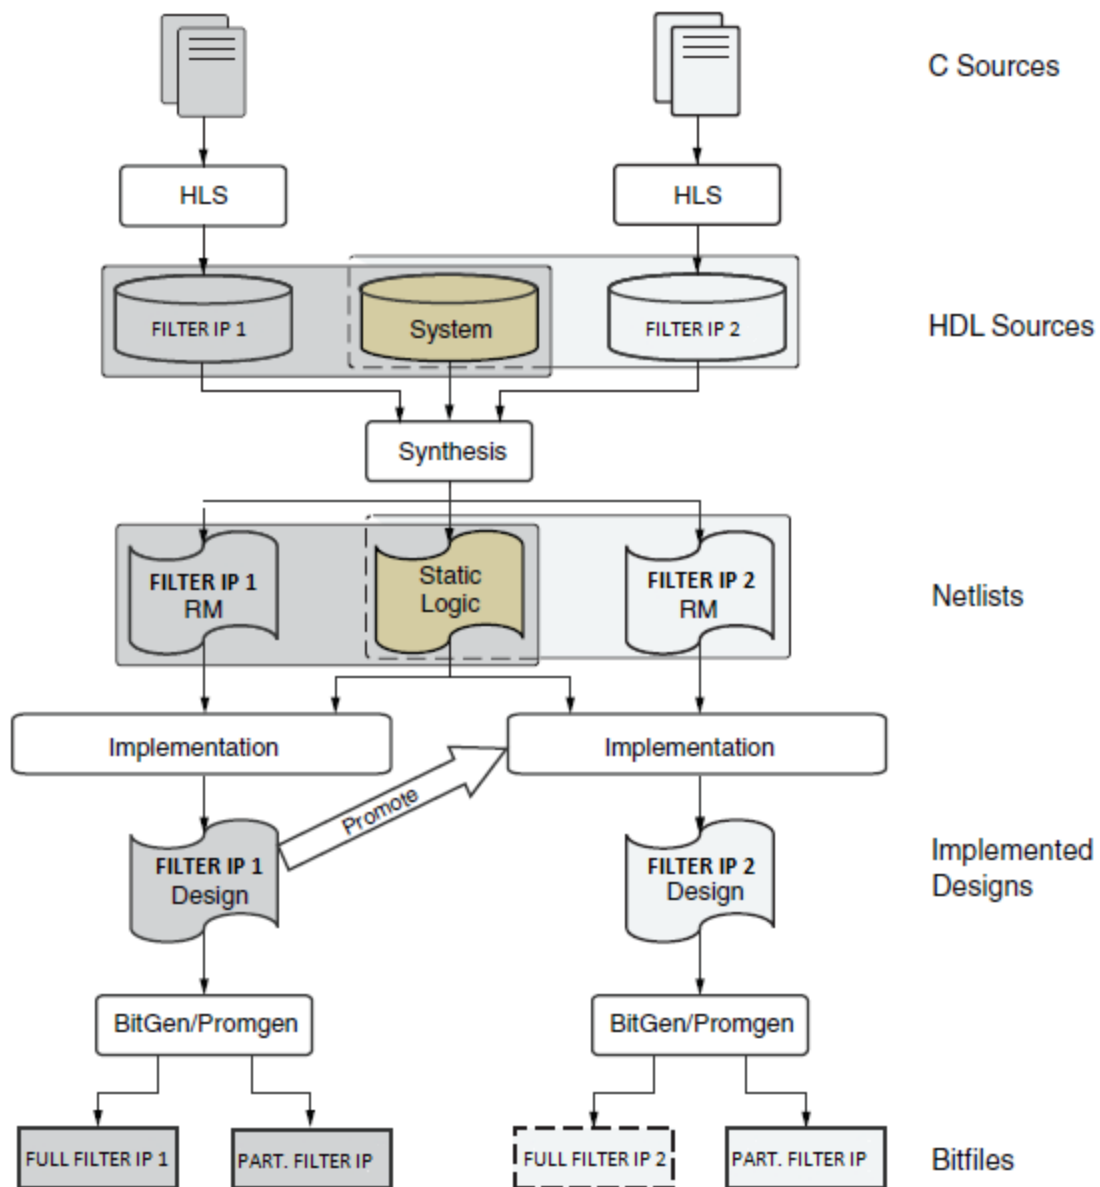 C Sources
HLS
HLS
FILTER IP 1
System
FILTER IP 2
HDL Sources
Synthesis
FILTER IP 1
RM
Static
Logic
FILTER IP 2
RM
Netlists
Implementation
Implementation
Promote
FILTER IP 1
Design
FILTER IP 2
Design
Implemented
Designs
BitGen/Promgen
BitGen/Promgen
FULL FILTER IP 1
PART. FILTER IP
FULL FILTER IP 2
PART. FILTER IP
Bitfiles